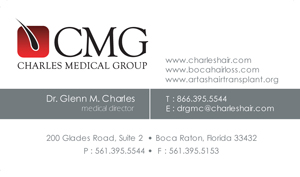 CMG
CHARLES MEDICAL GROUP
www.charleshair.com
www.bocahairloss.com
www.artashairtransplant.org
Dr. Glenn M. Charles
medical director
T : 866.395.5544
E : drgmc@charleshair.com
200 Glades Road, Suite 2 • Boca Raton, Florida 33432
P : 561.395.5544 • F : 561.395.5153